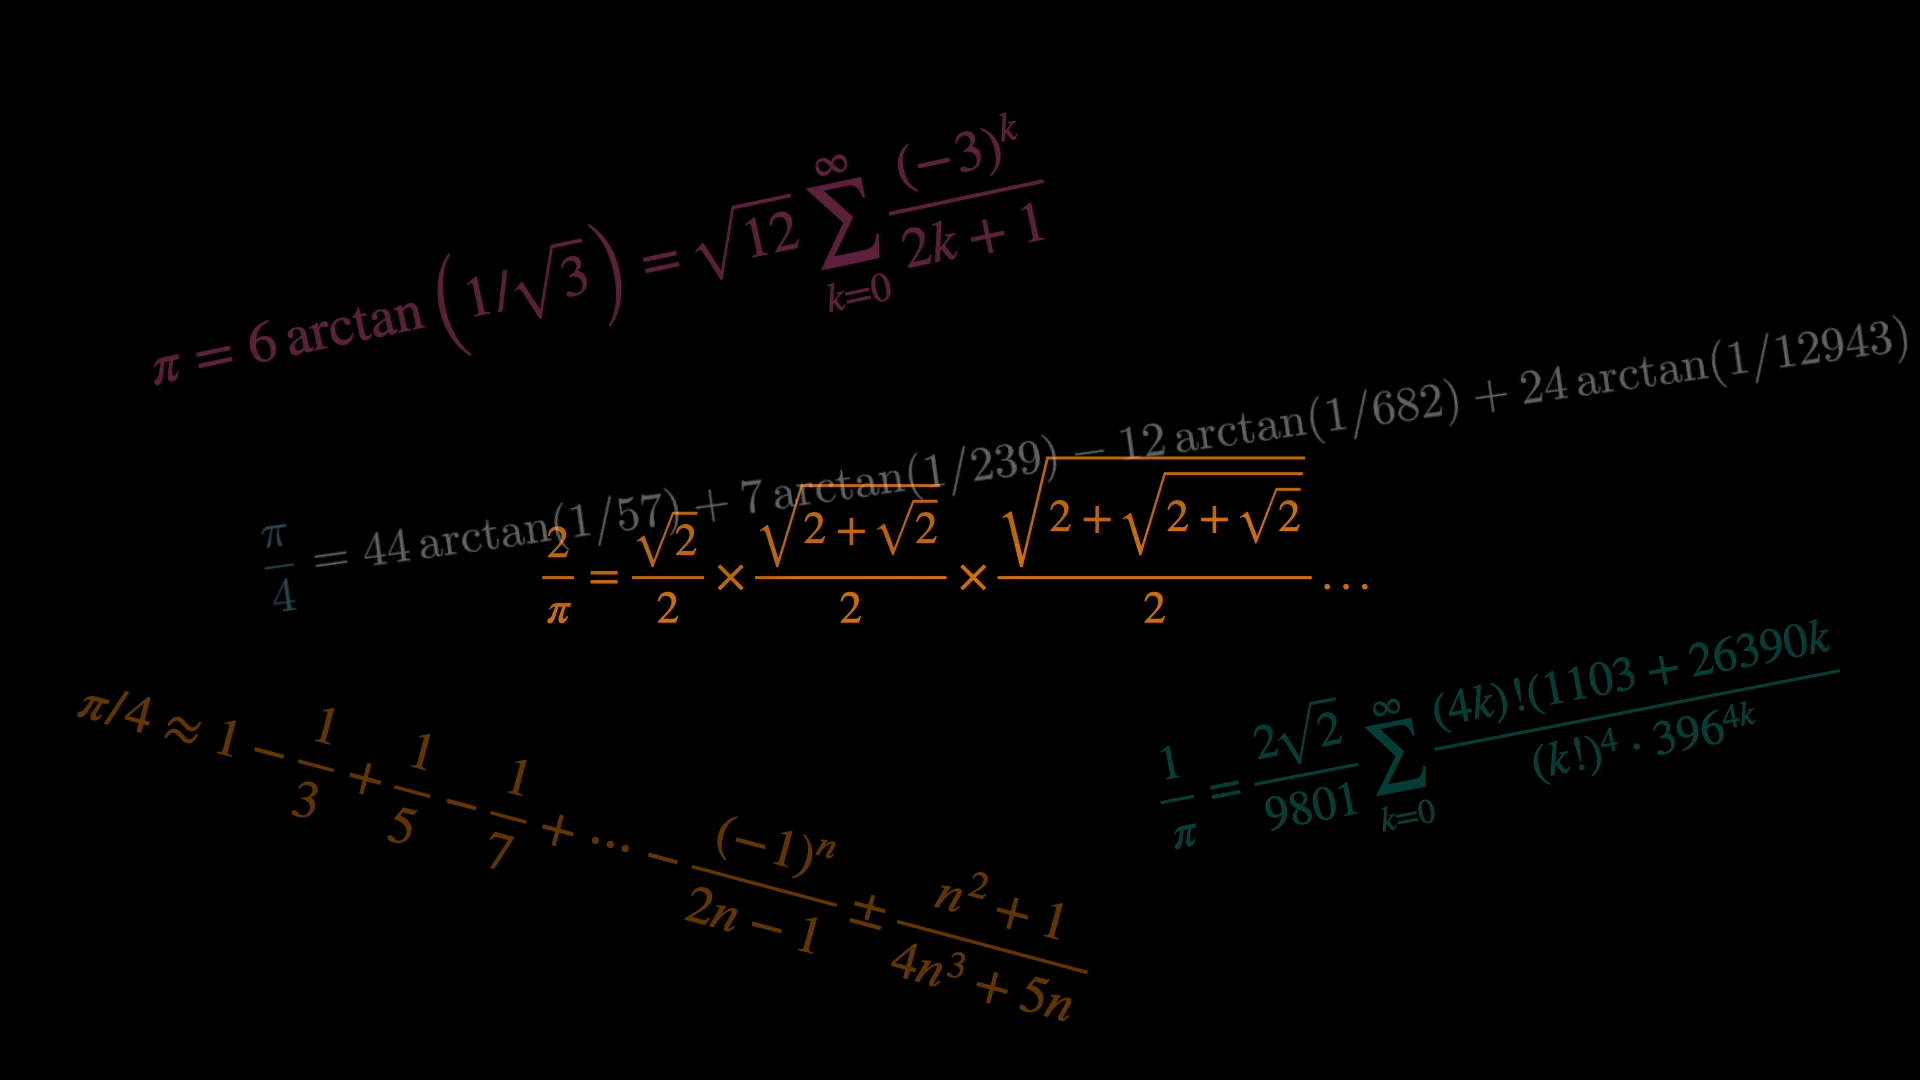 π = 6 arctan (1/√3) = √12 ∑_{k=0}^{∞} (−3)^k / (2k + 1)
π/4 = 44 arctan(1/57) + 7 arctan(1/239) − 12 arctan(1/682) + 24 arctan(1/12943)
2/π = √2/2 × √(2 + √2)/2 × √(2 + √(2 + √2))/2 …
π/4 ≈ 1 − 1/3 + 1/5 − 1/7 + ⋯ − (−1)^n/(2n − 1) ± (n² + 1)/(4n³ + 5n)
1/π = 2√2/9801 ∑_{k=0}^{∞} (4k)!(1103 + 26390k / (k!)^4 · 396^{4k}